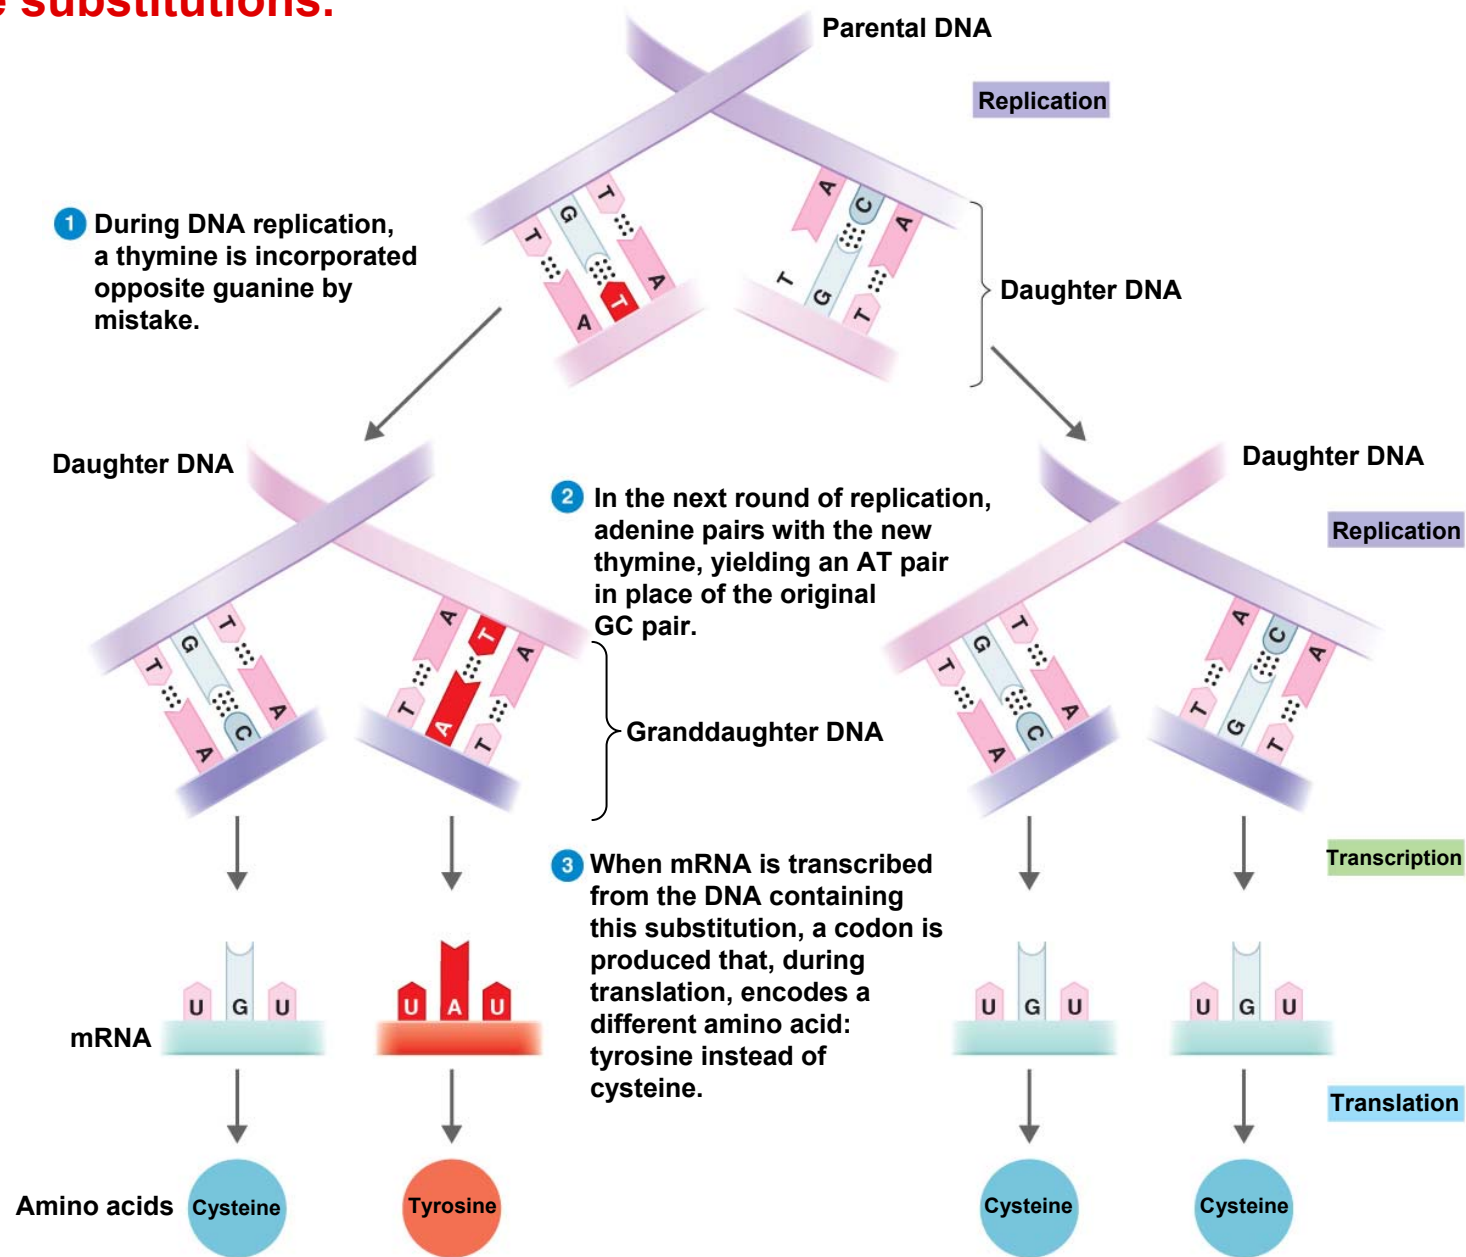 e substitutions.
Parental DNA
Replication
1 During DNA replication,
a thymine is incorporated
opposite guanine by
mistake.
T G T
A T A
A C A
T G T
Daughter DNA
Daughter DNA
Daughter DNA
2 In the next round of replication,
adenine pairs with the new
thymine, yielding an AT pair
in place of the original
GC pair.
Replication
T G T
A C A
A T A
T A T
T G T
A C A
A C A
T G T
Granddaughter DNA
3 When mRNA is transcribed
from the DNA containing
this substitution, a codon is
produced that, during
translation, encodes a
different amino acid:
tyrosine instead of
cysteine.
Transcription
mRNA
U G U
U A U
U G U
U G U
Translation
Amino acids
Cysteine
Tyrosine
Cysteine
Cysteine